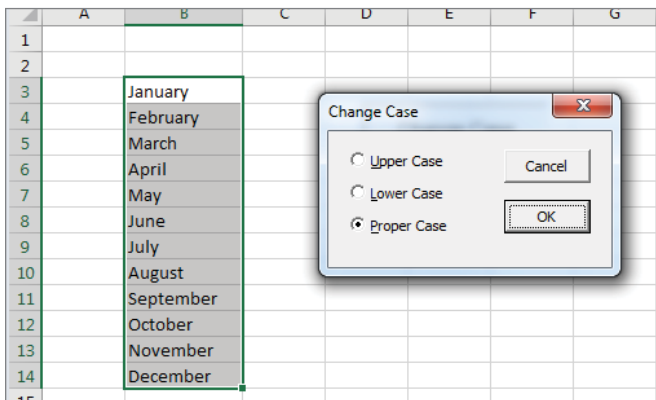 A B C D E F G
1
2
3 January
4 February
5 March
6 April
7 May
8 June
9 July
10 August
11 September
12 October
13 November
14 December
15
Change Case
Upper Case
Lower Case
Proper Case
Cancel
OK